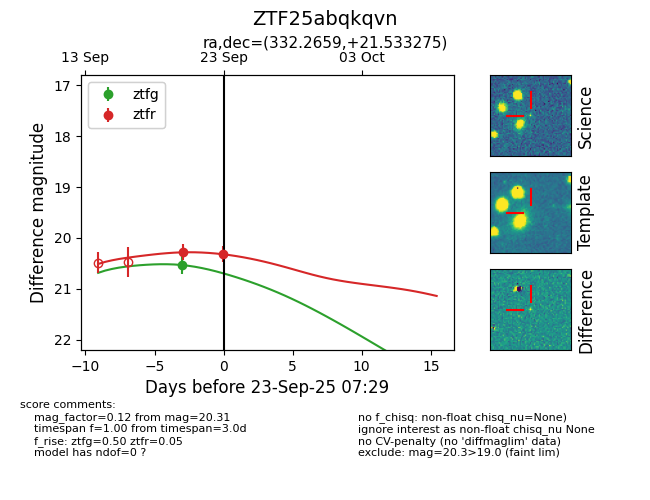 ZTF25abqkqvn
ra,dec=(332.2659,+21.533275)
13 Sep
23 Sep
03 Oct
ztfg
ztfr
17
18
19
20
21
22
Difference magnitude
−10
−5
0
5
10
15
Days before 23-Sep-25 07:29
Science
Template
Difference
score comments:
mag_factor=0.12 from mag=20.31
timespan f=1.00 from timespan=3.0d
f_rise: ztfg=0.50 ztfr=0.05
model has ndof=0 ?
no f_chisq: non-float chisq_nu=None)
ignore interest as non-float chisq_nu None
no CV-penalty (no 'diffmaglim' data)
exclude: mag=20.3>19.0 (faint lim)